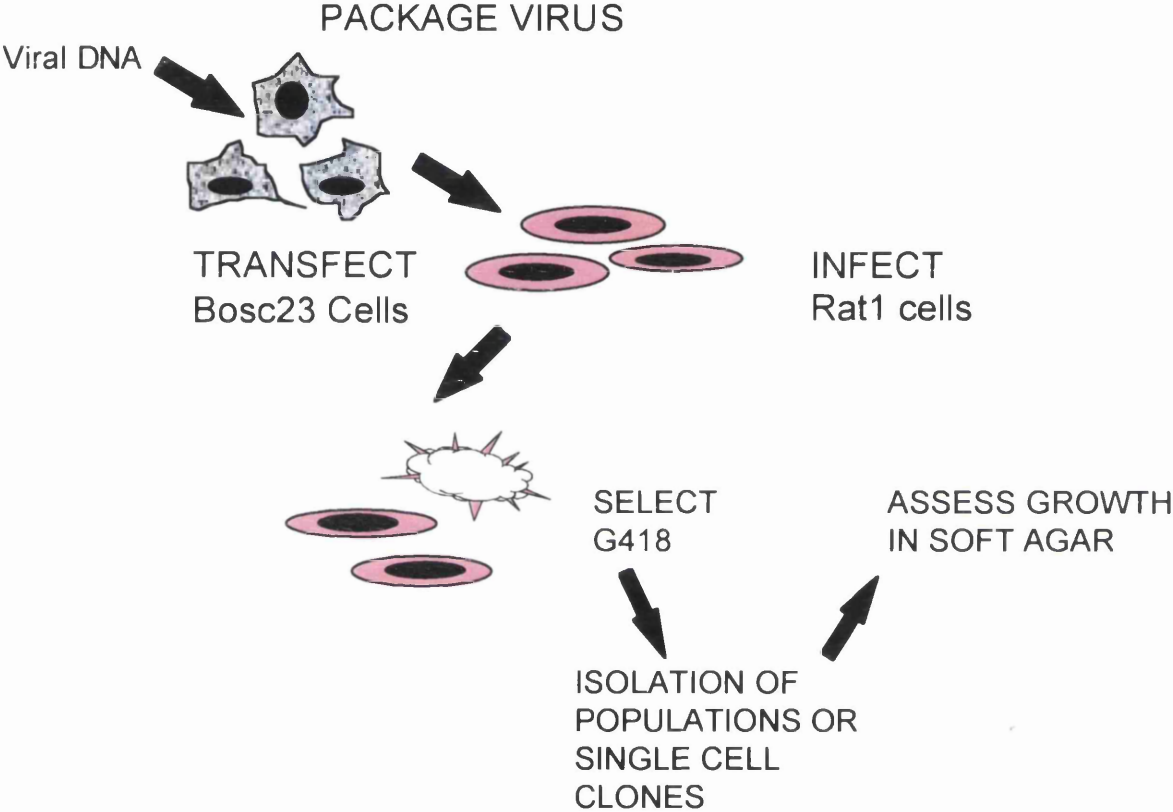 PACKAGE VIRUS
Viral DNA
TRANSFECT
Bosc23 Cells
INFECT
Rat1 cells
SELECT
G418
ASSESS GROWTH
IN SOFT AGAR
ISOLATION OF
POPULATIONS OR
SINGLE CELL
CLONES